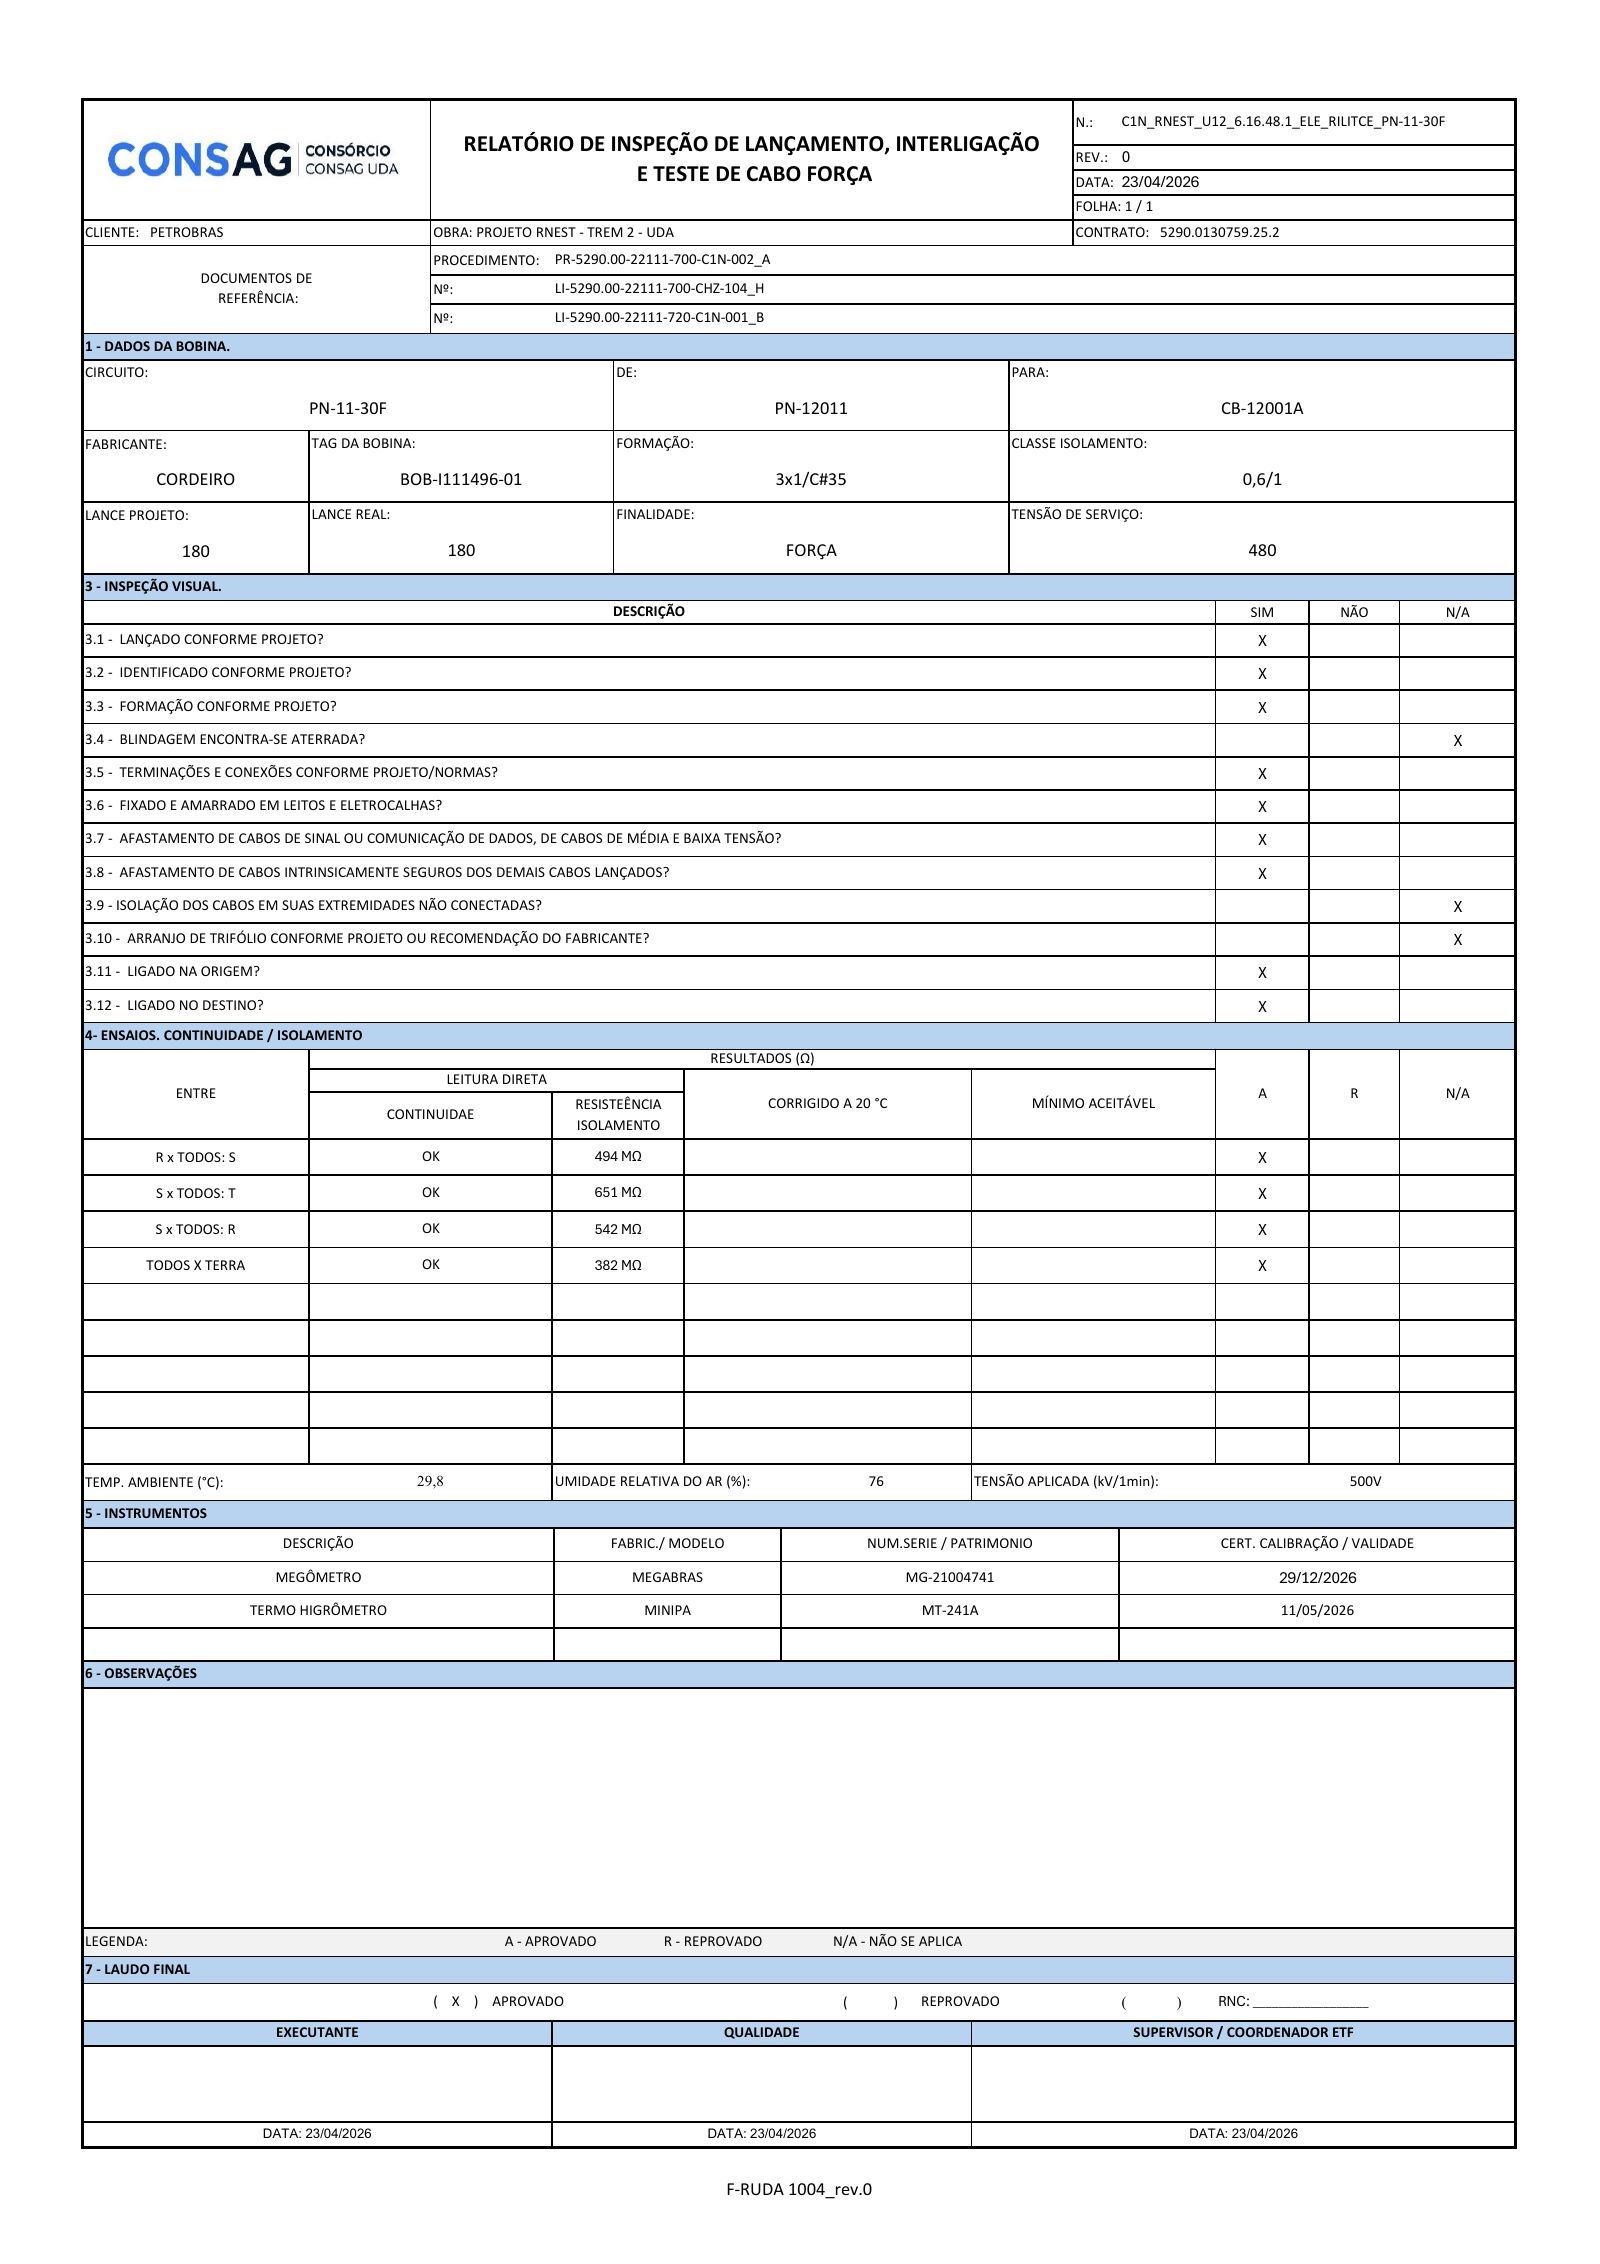 CONSAG CONSÓRCIO
CONSAG UDA
RELATÓRIO DE INSPEÇÃO DE LANÇAMENTO, INTERLIGAÇÃO
E TESTE DE CABO FORÇA
N.: C1N_RNEST_U12_6.16.48.1_ELE_RILITCE_PN-11-30F
REV.: 0
DATA: 23/04/2026
FOLHA: 1 / 1
CLIENTE: PETROBRAS OBRA: PROJETO RNEST - TREM 2 - UDA CONTRATO: 5290.0130759.25.2
DOCUMENTOS DE
REFERÊNCIA:
PROCEDIMENTO: PR-5290.00-22111-700-C1N-002_A
Nº: LI-5290.00-22111-700-CHZ-104_H
Nº: LI-5290.00-22111-720-C1N-001_B
1 - DADOS DA BOBINA.
CIRCUITO: DE: PARA:
PN-11-30F PN-12011 CB-12001A
FABRICANTE: TAG DA BOBINA: FORMAÇÃO: CLASSE ISOLAMENTO:
CORDEIRO BOB-I111496-01 3x1/C#35 0,6/1
LANCE PROJETO: LANCE REAL: FINALIDADE: TENSÃO DE SERVIÇO:
180 180 FORÇA 480
3 - INSPEÇÃO VISUAL.
DESCRIÇÃO SIM NÃO N/A
3.1 - LANÇADO CONFORME PROJETO? X
3.2 - IDENTIFICADO CONFORME PROJETO? X
3.3 - FORMAÇÃO CONFORME PROJETO? X
3.4 - BLINDAGEM ENCONTRA-SE ATERRADA? X
3.5 - TERMINAÇÕES E CONEXÕES CONFORME PROJETO/NORMAS? X
3.6 - FIXADO E AMARRADO EM LEITOS E ELETROCALHAS? X
3.7 - AFASTAMENTO DE CABOS DE SINAL OU COMUNICAÇÃO DE DADOS, DE CABOS DE MÉDIA E BAIXA TENSÃO? X
3.8 - AFASTAMENTO DE CABOS INTRINSICAMENTE SEGUROS DOS DEMAIS CABOS LANÇADOS? X
3.9 - ISOLAÇÃO DOS CABOS EM SUAS EXTREMIDADES NÃO CONECTADAS? X
3.10 - ARRANJO DE TRIFÓLIO CONFORME PROJETO OU RECOMENDAÇÃO DO FABRICANTE? X
3.11 - LIGADO NA ORIGEM? X
3.12 - LIGADO NO DESTINO? X
4- ENSAIOS. CONTINUIDADE / ISOLAMENTO
RESULTADOS (Ω)
LEITURA DIRETA
ENTRE CONTINUIDAE RESISTEÊNCIA
ISOLAMENTO
CORRIGIDO A 20 °C MÍNIMO ACEITÁVEL A R N/A
R x TODOS: S OK 494 MΩ X
S x TODOS: T OK 651 MΩ X
S x TODOS: R OK 542 MΩ X
TODOS X TERRA OK 382 MΩ X
TEMP. AMBIENTE (°C): 29,8 UMIDADE RELATIVA DO AR (%): 76 TENSÃO APLICADA (kV/1min): 500V
5 - INSTRUMENTOS
DESCRIÇÃO FABRIC./ MODELO NUM.SERIE / PATRIMONIO CERT. CALIBRAÇÃO / VALIDADE
MEGÔMETRO MEGABRAS MG-21004741 29/12/2026
TERMO HIGRÔMETRO MINIPA MT-241A 11/05/2026
6 - OBSERVAÇÕES
LEGENDA: A - APROVADO R - REPROVADO N/A - NÃO SE APLICA
7 - LAUDO FINAL
( X ) APROVADO ( ) REPROVADO ( ) RNC: _________________
EXECUTANTE QUALIDADE SUPERVISOR / COORDENADOR ETF
DATA: 23/04/2026 DATA: 23/04/2026 DATA: 23/04/2026
F-RUDA 1004_rev.0